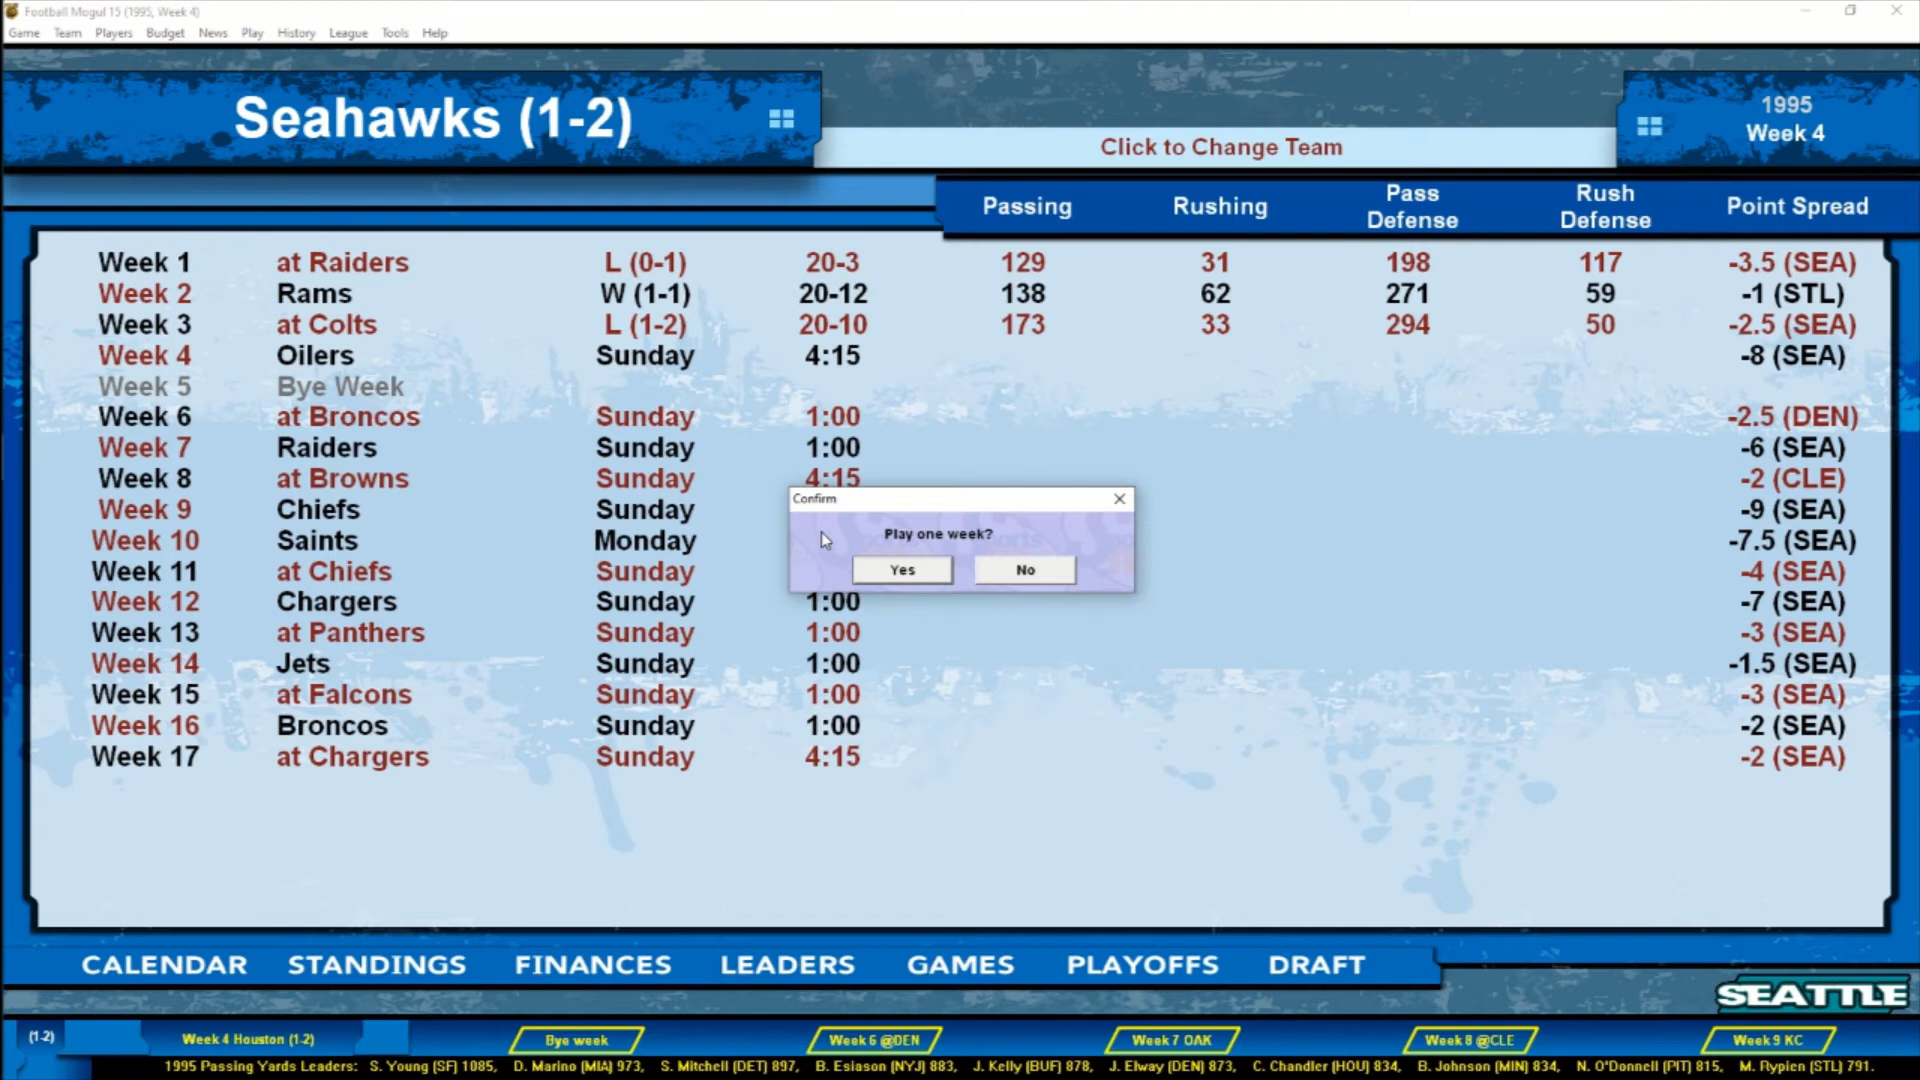 Football Mogul 15 (1995, Week 4)
Game Team Players Budget News Play History League Tools Help
Seahawks (1-2)
1995
Week 4
Click to Change Team
Passing Rushing Pass Defense Rush Defense Point Spread
Week 1 at Raiders L (0-1) 20-3 129 31 198 117 -3.5 (SEA)
Week 2 Rams W (1-1) 20-12 138 62 271 59 -1 (STL)
Week 3 at Colts L (1-2) 20-10 173 33 294 50 -2.5 (SEA)
Week 4 Oilers Sunday 4:15 -8 (SEA)
Week 5 Bye Week
Week 6 at Broncos Sunday 1:00 -2.5 (DEN)
Week 7 Raiders Sunday 1:00 -6 (SEA)
Week 8 at Browns Sunday 4:15 -2 (CLE)
Week 9 Chiefs Sunday -9 (SEA)
Week 10 Saints Monday -7.5 (SEA)
Week 11 at Chiefs Sunday -4 (SEA)
Week 12 Chargers Sunday 1:00 -7 (SEA)
Week 13 at Panthers Sunday 1:00 -3 (SEA)
Week 14 Jets Sunday 1:00 -1.5 (SEA)
Week 15 at Falcons Sunday 1:00 -3 (SEA)
Week 16 Broncos Sunday 1:00 -2 (SEA)
Week 17 at Chargers Sunday 4:15 -2 (SEA)
Confirm
Play one week?
Yes No
CALENDAR STANDINGS FINANCES LEADERS GAMES PLAYOFFS DRAFT
SEATTLE
(1-2) Week 4 Houston (1-2) Bye week Week 6 @DEN Week 7 OAK Week 8 @CLE Week 9 KC
1995 Passing Yards Leaders: S. Young (SF) 1085, D. Marino (MIA) 973, S. Mitchell (DET) 897, B. Esiason (NYJ) 883, J. Kelly (BUF) 878, J. Elway (DEN) 873, C. Chandler (HOU) 834, B. Johnson (MIN) 834, N. O'Donnell (PIT) 815, M. Rypien (STL) 791.